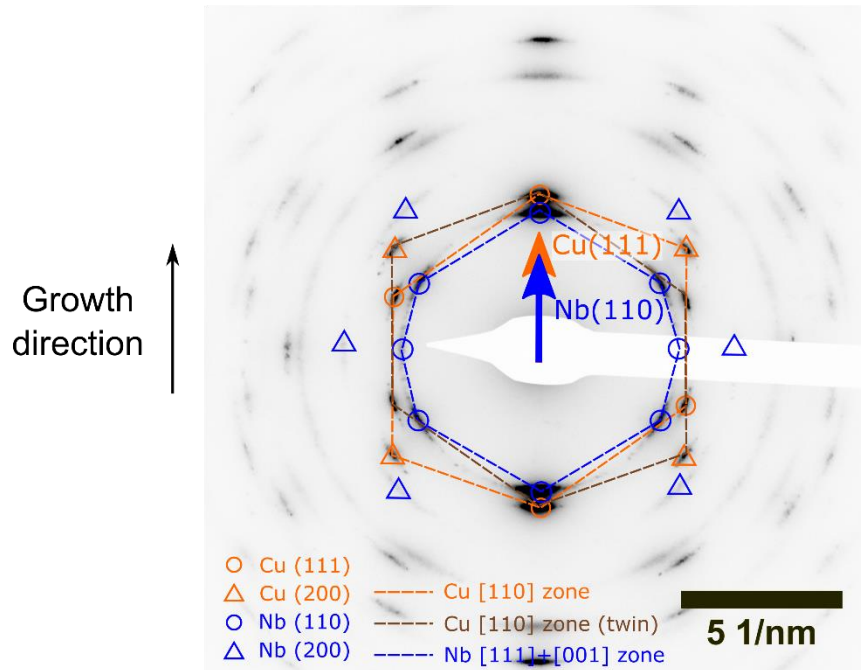 Cu(111)
Nb(110)
Growth
direction
Cu (111)
Cu (200)
Nb (110)
Nb (200)
Cu [110] zone
Cu [110] zone (twin)
Nb [111]+[001] zone
5 1/nm